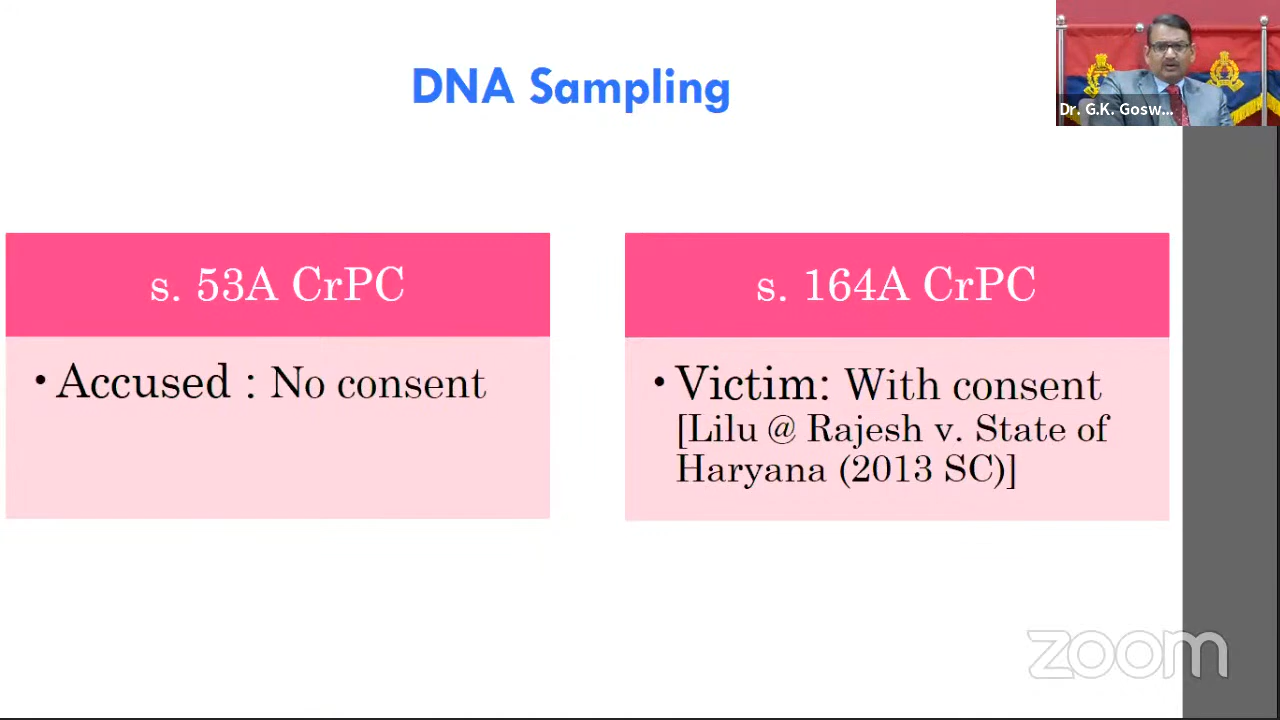 DNA Sampling
Dr. G.K. Gosw...
s. 53A CrPC
• Accused : No consent
s. 164A CrPC
• Victim: With consent
[Lilu @ Rajesh v. State of
Haryana (2013 SC)]
zoom